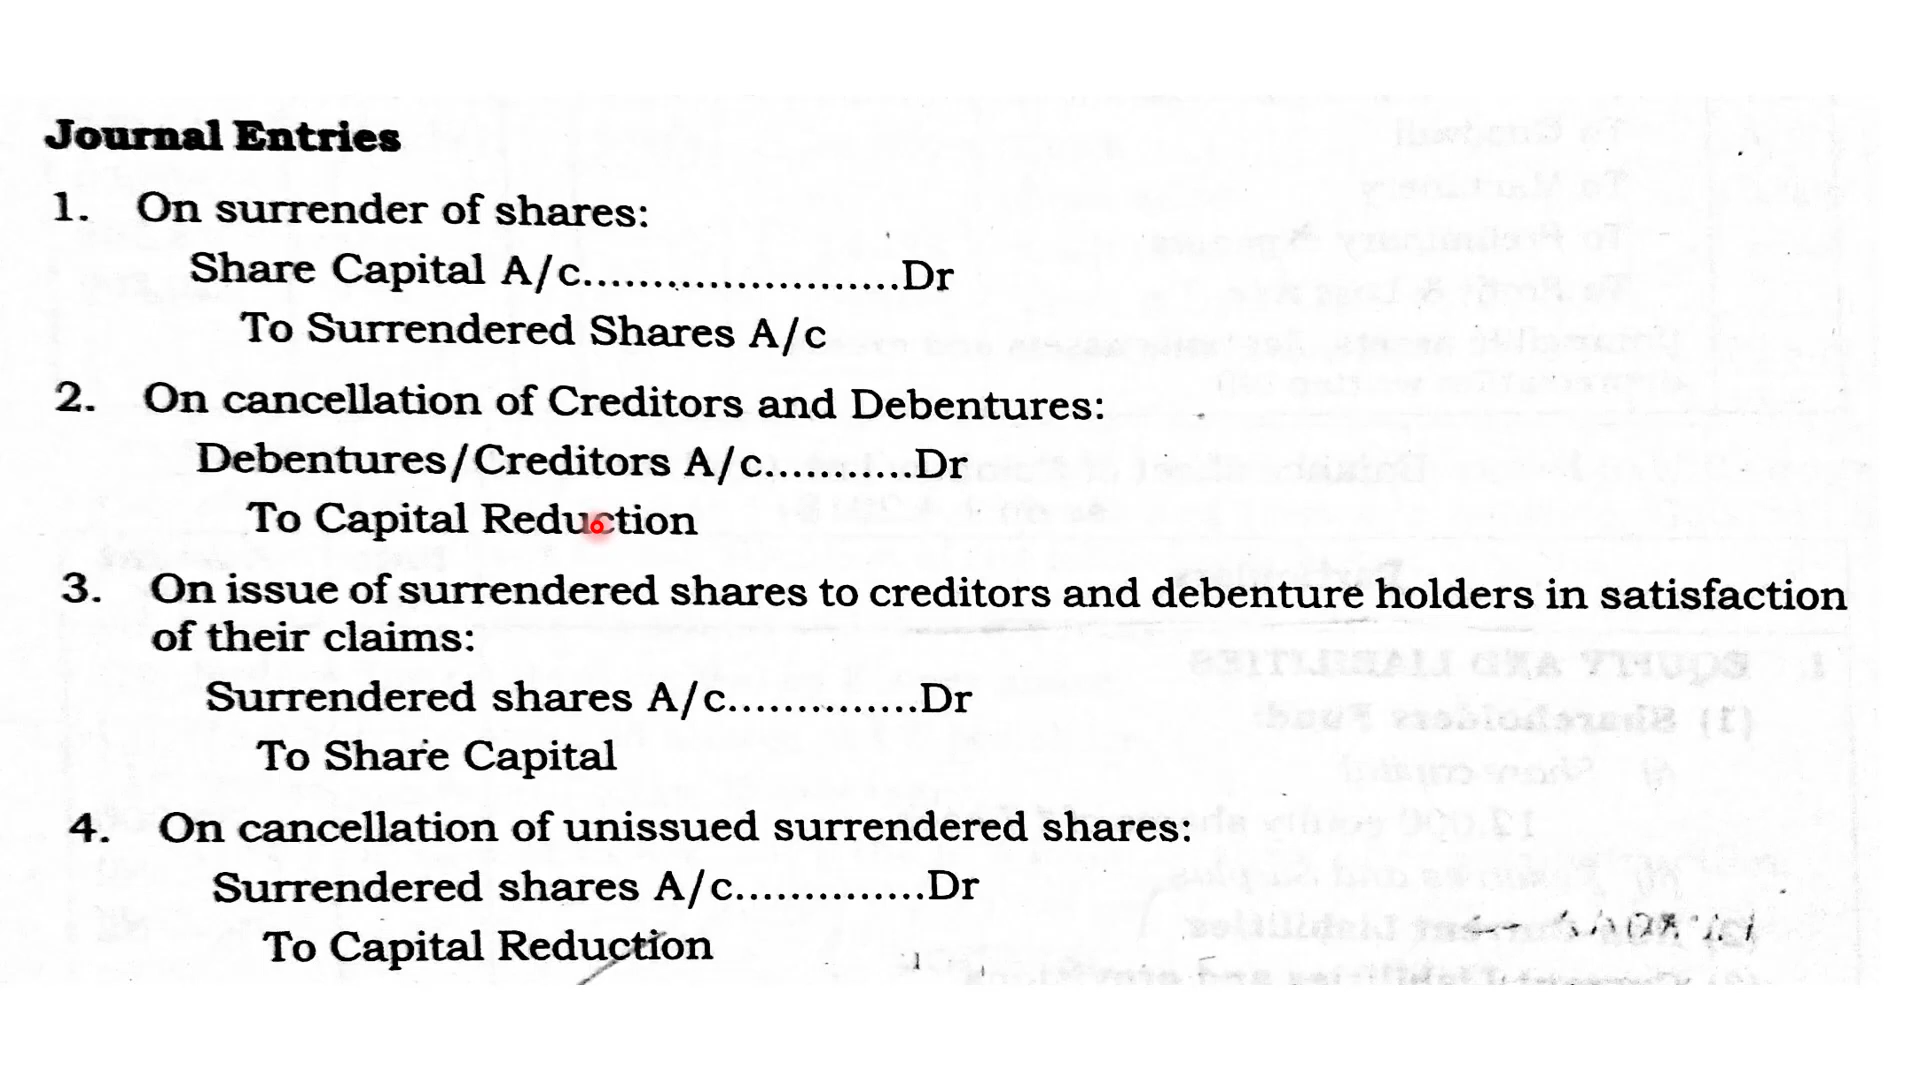 Journal Entries
1. On surrender of shares:
Share Capital A/c.......................Dr
To Surrendered Shares A/c
2. On cancellation of Creditors and Debentures:
Debentures/Creditors A/c...........Dr
To Capital Reduction
3. On issue of surrendered shares to creditors and debenture holders in satisfaction
of their claims:
Surrendered shares A/c..............Dr
To Share Capital
4. On cancellation of unissued surrendered shares:
Surrendered shares A/c..............Dr
To Capital Reduction